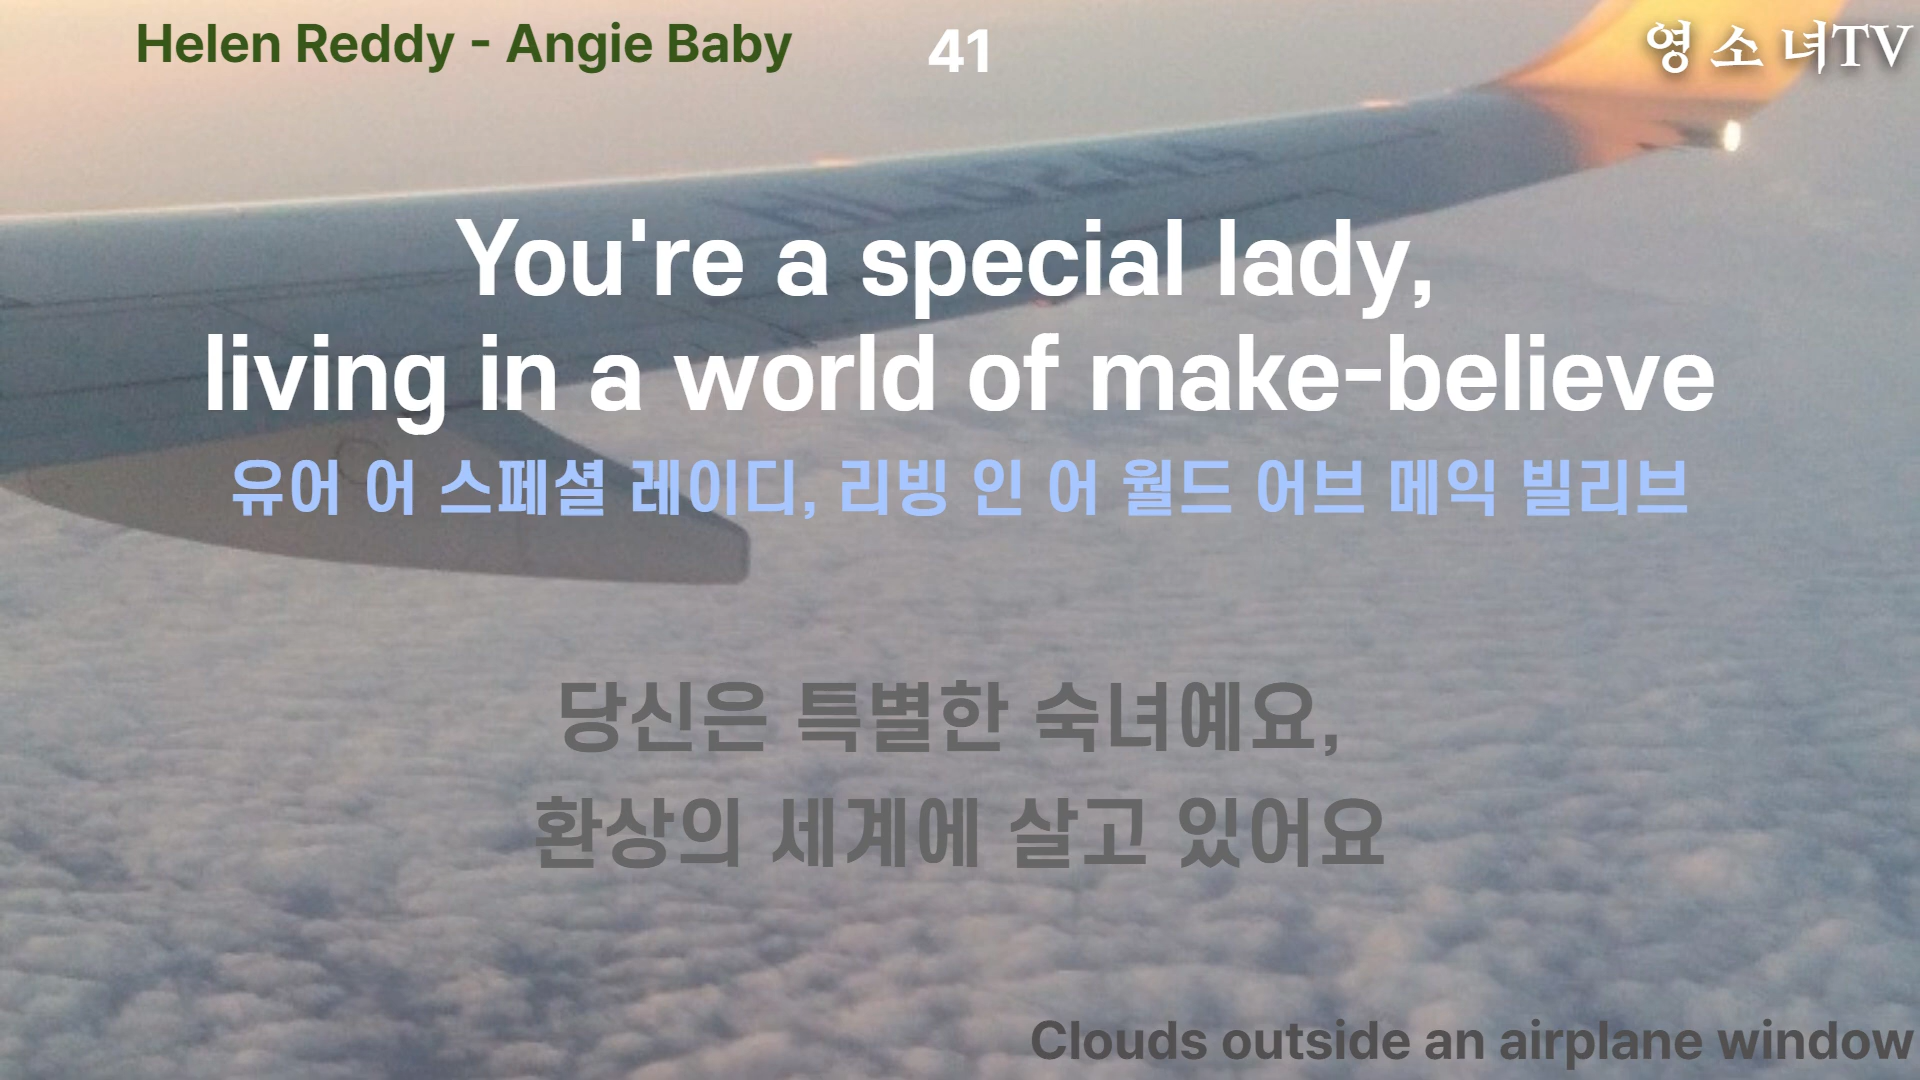 Helen Reddy - Angie Baby
41
영 소 녀TV
You're a special lady,
living in a world of make-believe
유어 어 스페셜 레이디, 리빙 인 어 월드 어브 메익 빌리브
당신은 특별한 숙녀예요,
환상의 세계에 살고 있어요
Clouds outside an airplane window